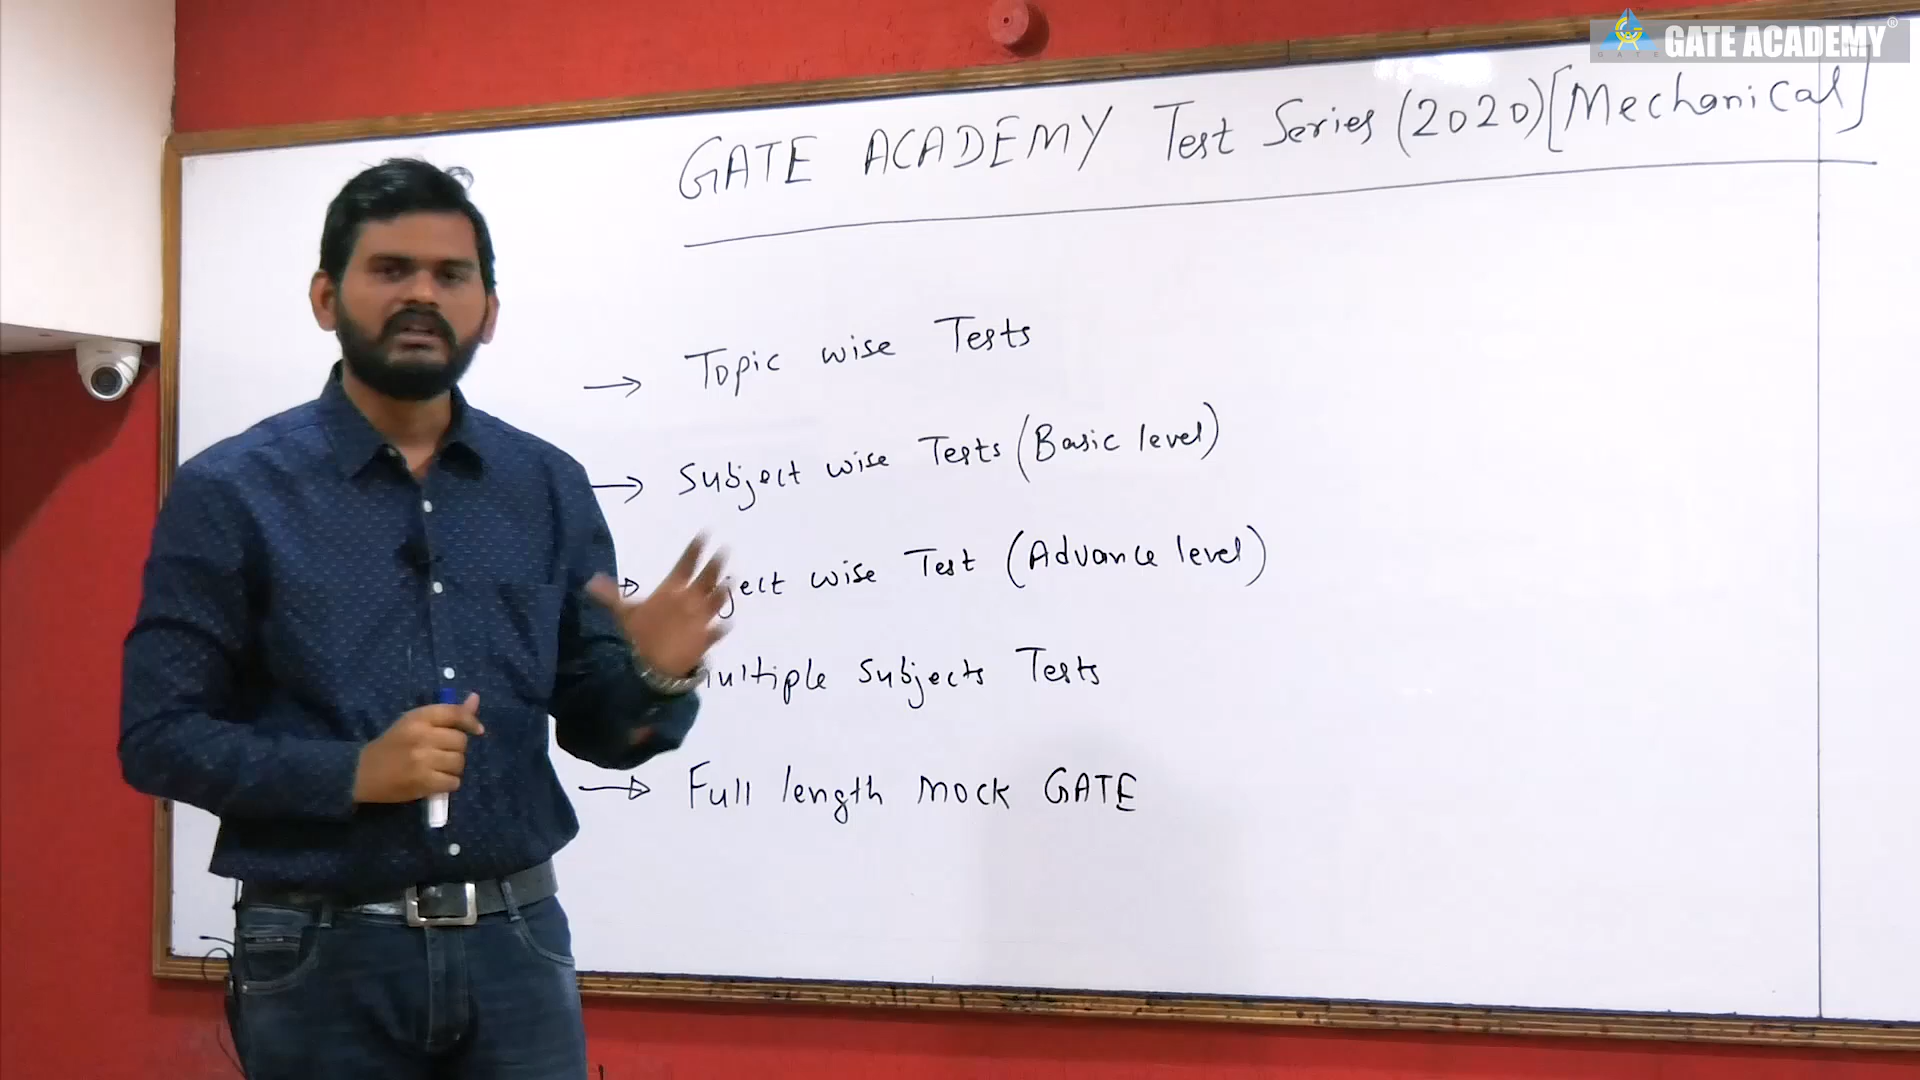 GATE ACADEMY
GATE ACADEMY Test Series (2020) [Mechanical]
→ Topic wise Tests
→ Subject wise Tests (Basic level)
→ ject wise Test (Advance level)
ultiple Subjects Tests
→ Full length Mock GATE